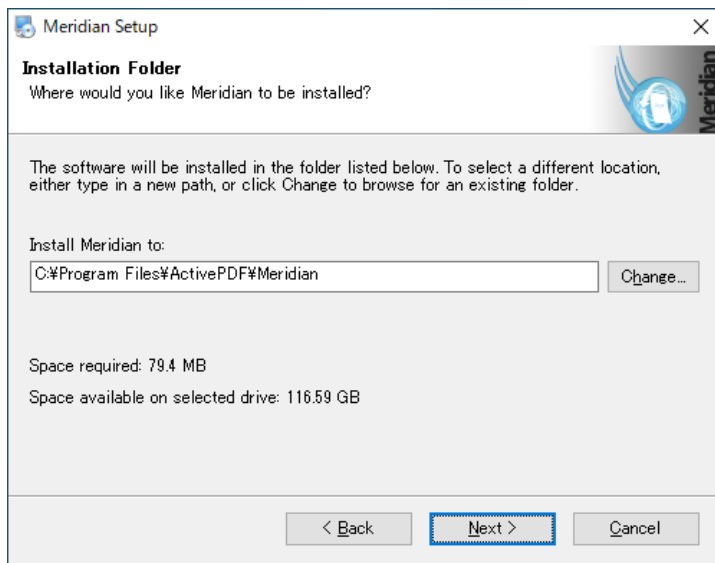 Meridian Setup
Installation Folder
Where would you like Meridian to be installed?
Meridian
The software will be installed in the folder listed below. To select a different location,
either type in a new path, or click Change to browse for an existing folder.
Install Meridian to:
C:¥Program Files¥ActivePDF¥Meridian
Change...
Space required: 79.4 MB
Space available on selected drive: 116.59 GB
< Back
Next >
Cancel